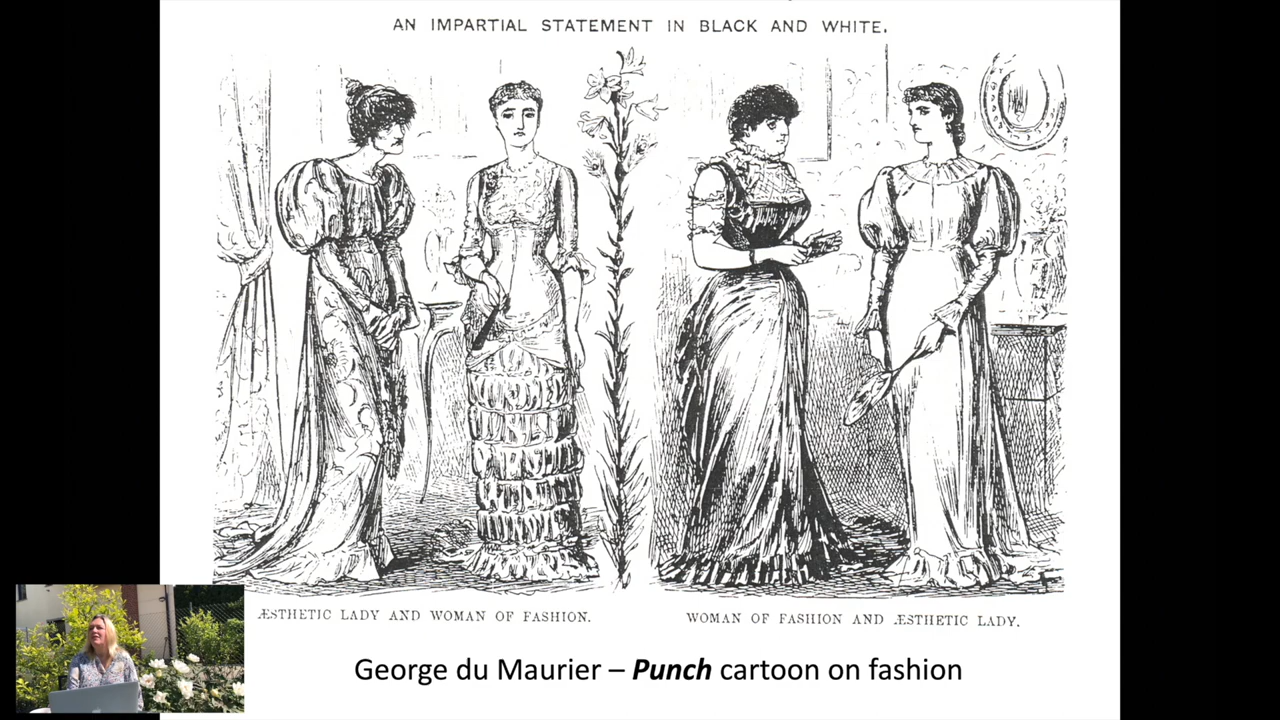 AN IMPARTIAL STATEMENT IN BLACK AND WHITE.
ÆSTHETIC LADY AND WOMAN OF FASHION.
WOMAN OF FASHION AND ÆSTHETIC LADY.
George du Maurier – Punch cartoon on fashion